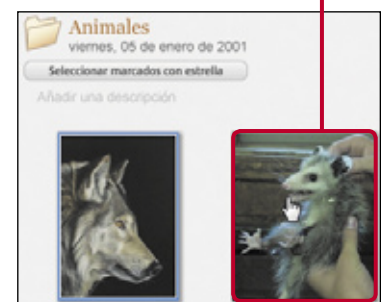 Animales
viernes, 05 de enero de 2001
Seleccionar marcados con estrella
Añadir una descripción